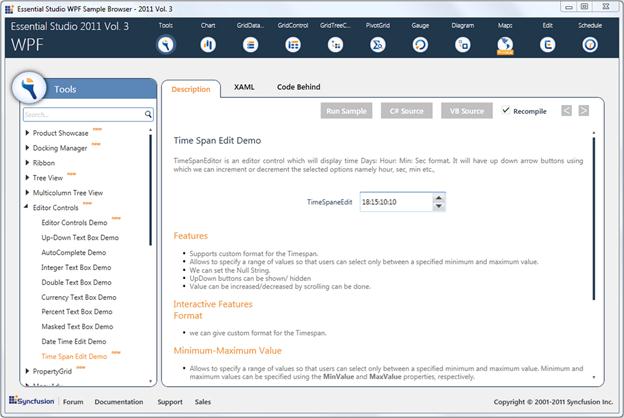 Essential Studio WPF Sample Browser - 2011 Vol. 3
Essential Studio 2011 Vol. 3
WPF
Tools
Chart
GridData...
GridControl
GridTreeC...
PivotGrid
Gauge
Diagram
Maps
Edit
Schedule
Tools
Search...
Product Showcase new
Docking Manager new
Ribbon
Tree View new
Multicolumn Tree View
Editor Controls new
Editor Controls Demo new
Up-Down Text Box Demo
AutoComplete Demo
Integer Text Box Demo
Double Text Box Demo
Currency Text Box Demo
Percent Text Box Demo
Masked Text Box Demo
Date Time Edit Demo
Time Span Edit Demo new
PropertyGrid new
Description
XAML
Code Behind
Run Sample
C# Source
VB Source
Recompile
Time Span Edit Demo
TimeSpanEditor is an editor control which will display time Days: Hour: Min: Sec format. It will have up down arrow buttons using
which we can increment or decrement the selected options namely hour, sec, min etc.,
TimeSpaneEdit
18:15:10:10
Features
• Supports custom format for the Timespan.
• Allows to specify a range of values so that users can select only between a specified minimum and maximum value.
• We can set the Null String.
• UpDown buttons can be shown/ hidden
• Value can be increased/decreased by scrolling can be done.
Interactive Features
Format
• we can give custom format for the Timespan.
Minimum-Maximum Value
• Allows to specify a range of values so that users can select only between a specified minimum and maximum value. Minimum and
maximum values can be specified using the MinValue and MaxValue properties, respectively.
Syncfusion
Forum
Documentation
Support
Sales
Copyright © 2001-2011 Syncfusion Inc.